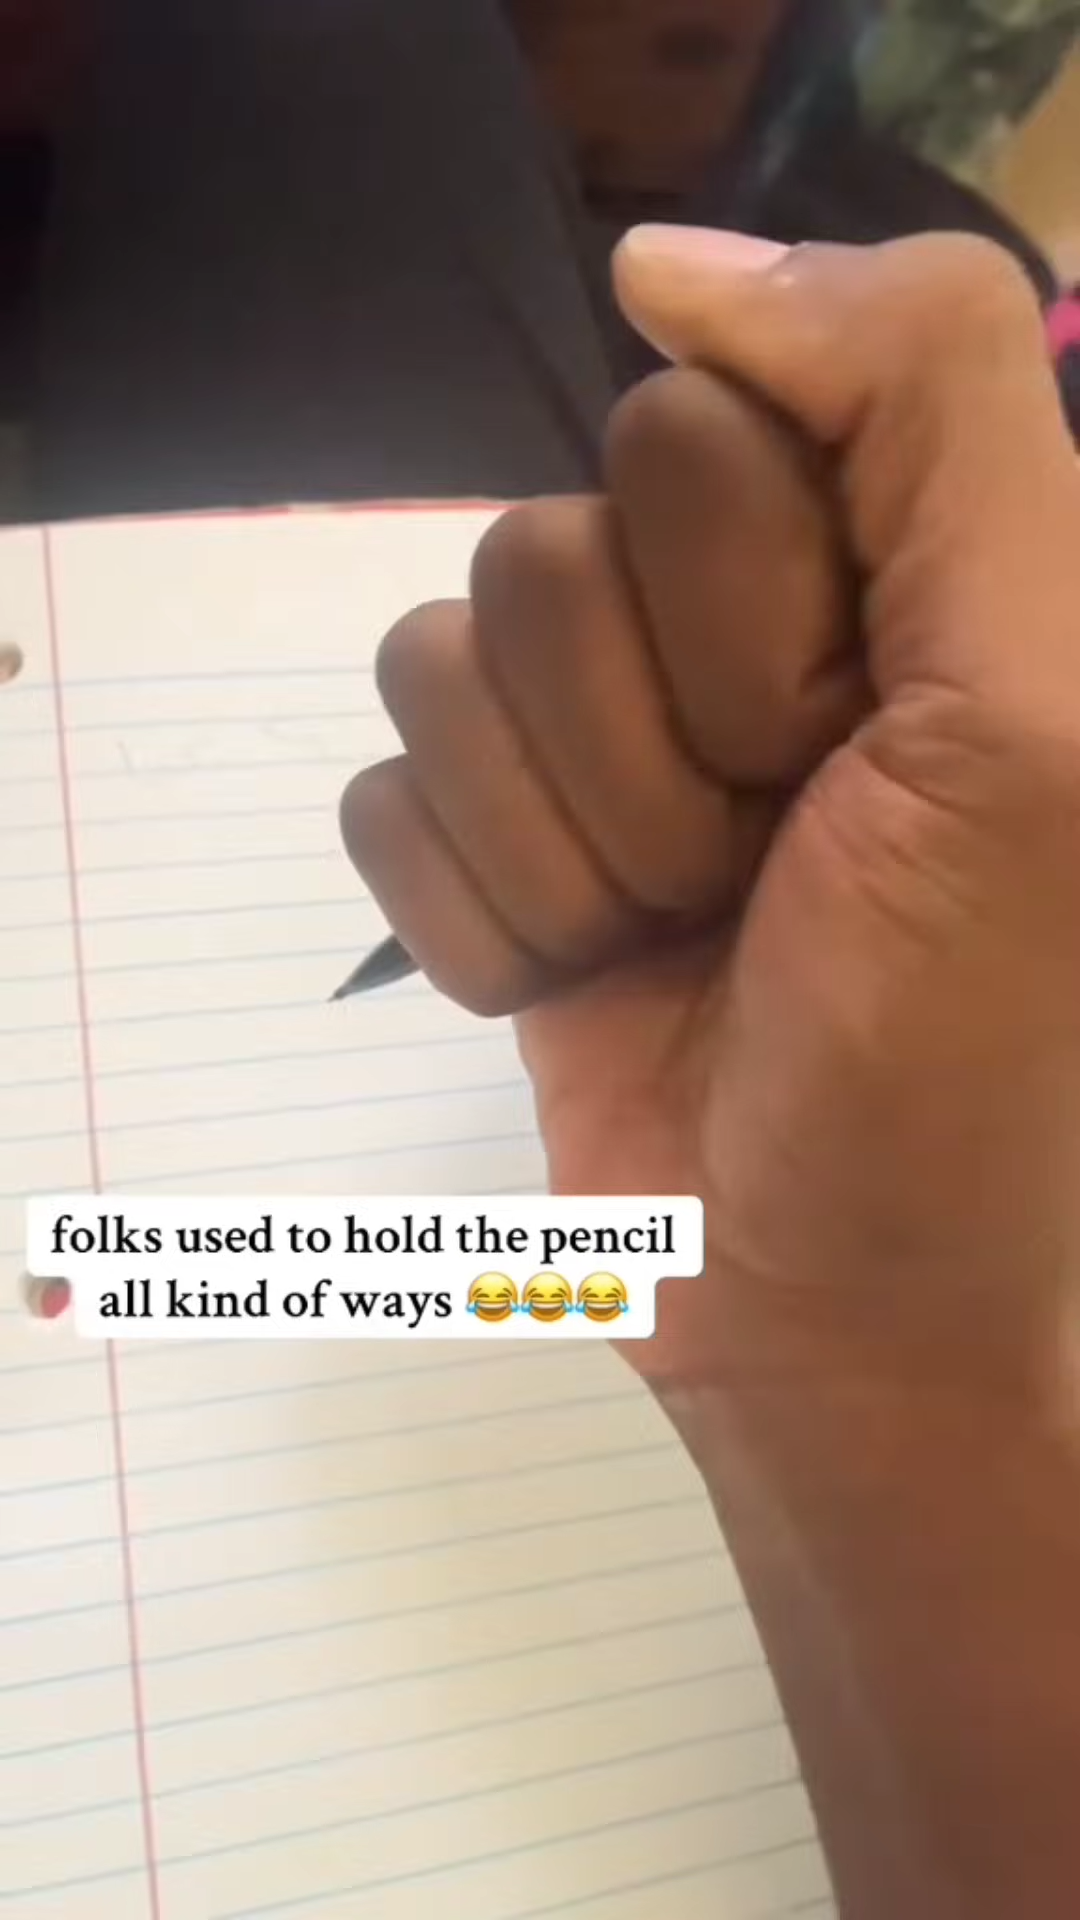 folks used to hold the pencil
all kind of ways 😂😂😂